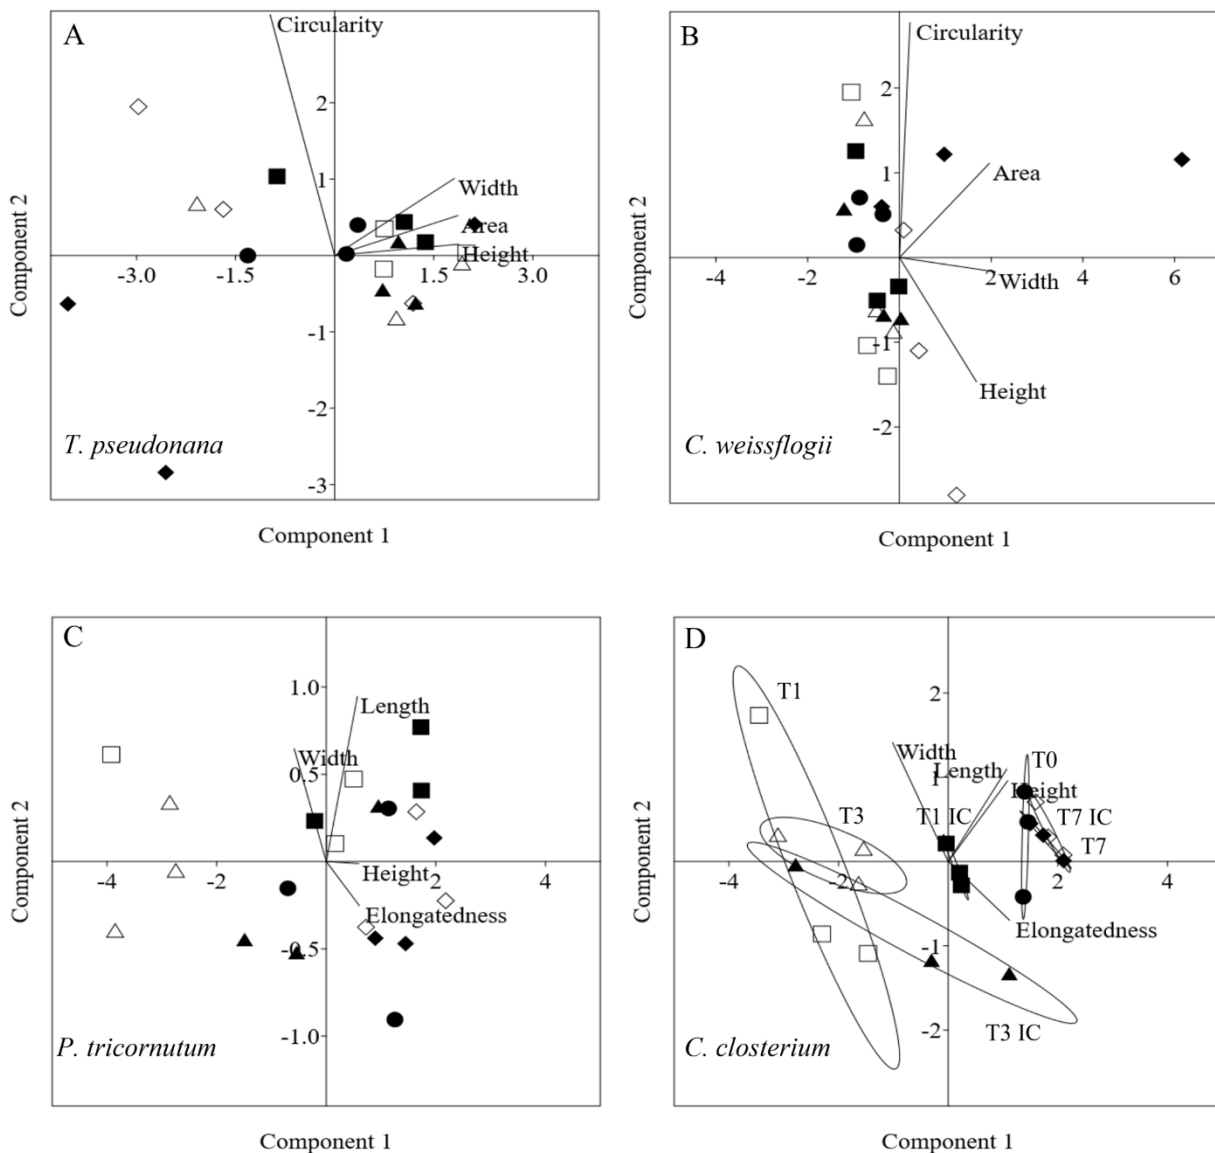 A
Circularity
2
1
Width
Area
Height
-3.0
-1.5
1.5
3.0
-1
-2
-3
T. pseudonana
Component 1
Component 2
B
Circularity
2
1
Area
-4
-2
2
4
6
Width
-1
Height
-2
C. weissflogii
Component 1
Component 2
C
1.0
Length
Width
0.5
-4
-2
2
4
Height
Elongatedness
-0.5
-1.0
P. tricornutum
Component 1
Component 2
D
T1
2
Width
T0
Length
1
Height
T3
T1 IC
T7 IC
T7
-4
-2
2
4
Elongatedness
-1
-2
T3 IC
C. closterium
Component 1
Component 2